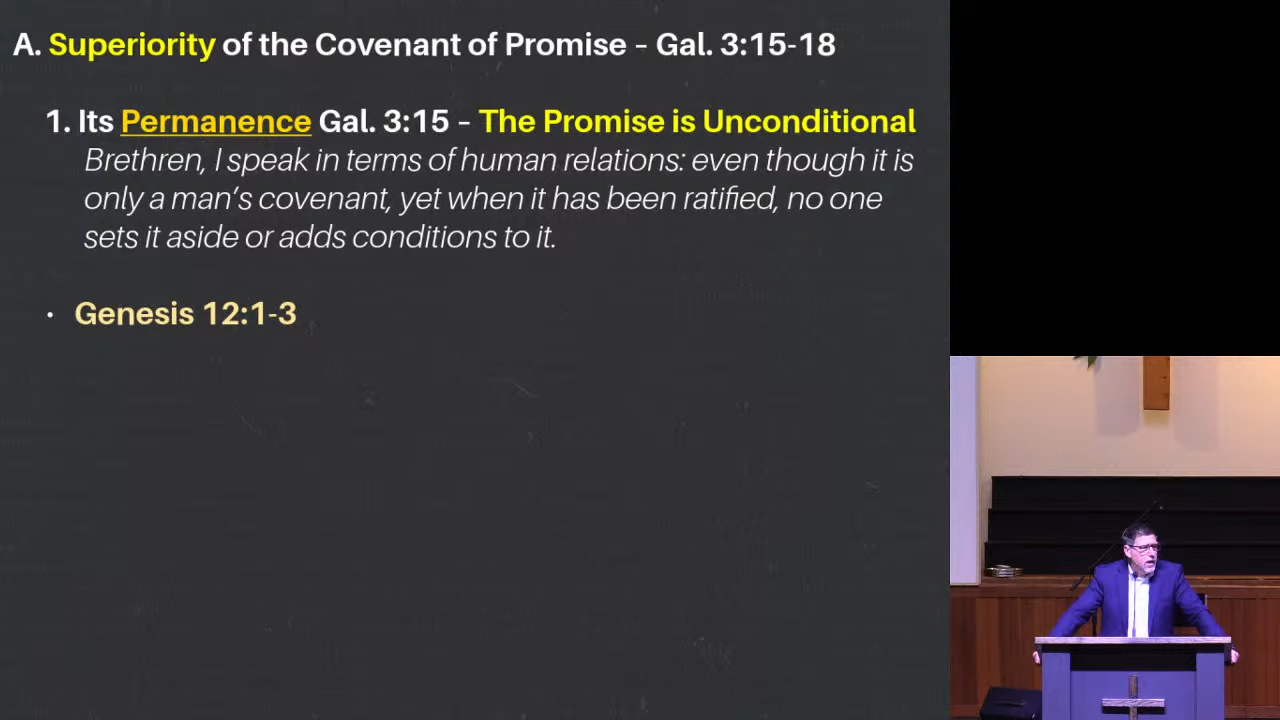 A. Superiority of the Covenant of Promise – Gal. 3:15-18
1. Its Permanence Gal. 3:15 – The Promise is Unconditional
Brethren, I speak in terms of human relations: even though it is
only a man’s covenant, yet when it has been ratified, no one
sets it aside or adds conditions to it.
· Genesis 12:1-3